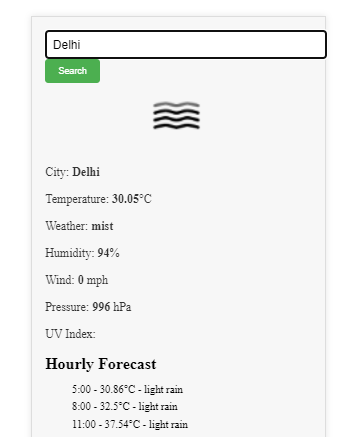 Delhi
Search
City: Delhi
Temperature: 30.05°C
Weather: mist
Humidity: 94%
Wind: 0 mph
Pressure: 996 hPa
UV Index:
Hourly Forecast
5:00 - 30.86°C - light rain
8:00 - 32.5°C - light rain
11:00 - 37.54°C - light rain